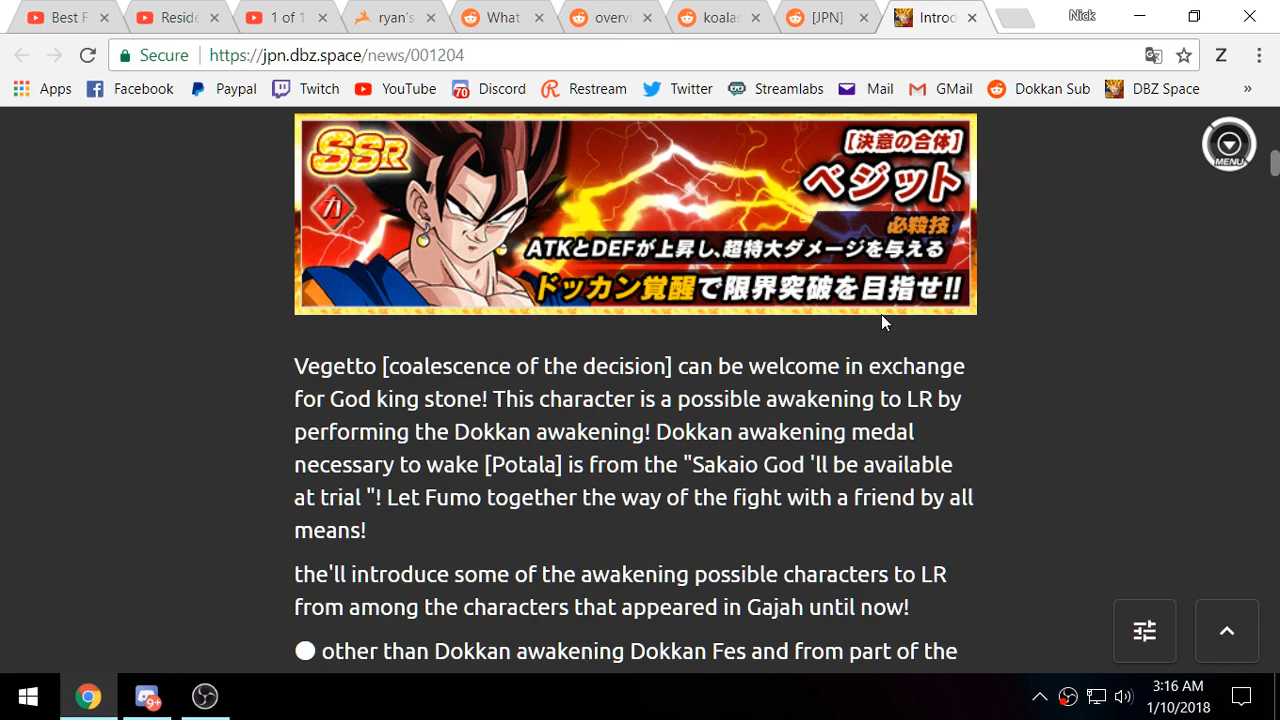 Best F
Resid
1 of 1
ryan's
What
overvi
koalas
[JPN]
Introd
Nick
Secure https://jpn.dbz.space/news/001204
Z
Apps Facebook Paypal Twitch YouTube 70 Discord Restream Twitter Streamlabs Mail GMail Dokkan Sub DBZ Space »
MENU
SSR
力
[決意の合体]
ベジット
必殺技
ATKとDEFが上昇し、超特大ダメージを与える
ドッカン覚醒で限界突破を目指せ!!
Vegetto [coalescence of the decision] can be welcome in exchange
for God king stone! This character is a possible awakening to LR by
performing the Dokkan awakening! Dokkan awakening medal
necessary to wake [Potala] is from the "Sakaio God 'll be available
at trial "! Let Fumo together the way of the fight with a friend by all
means!
the'll introduce some of the awakening possible characters to LR
from among the characters that appeared in Gajah until now!
● other than Dokkan awakening Dokkan Fes and from part of the
9+
3:16 AM
1/10/2018